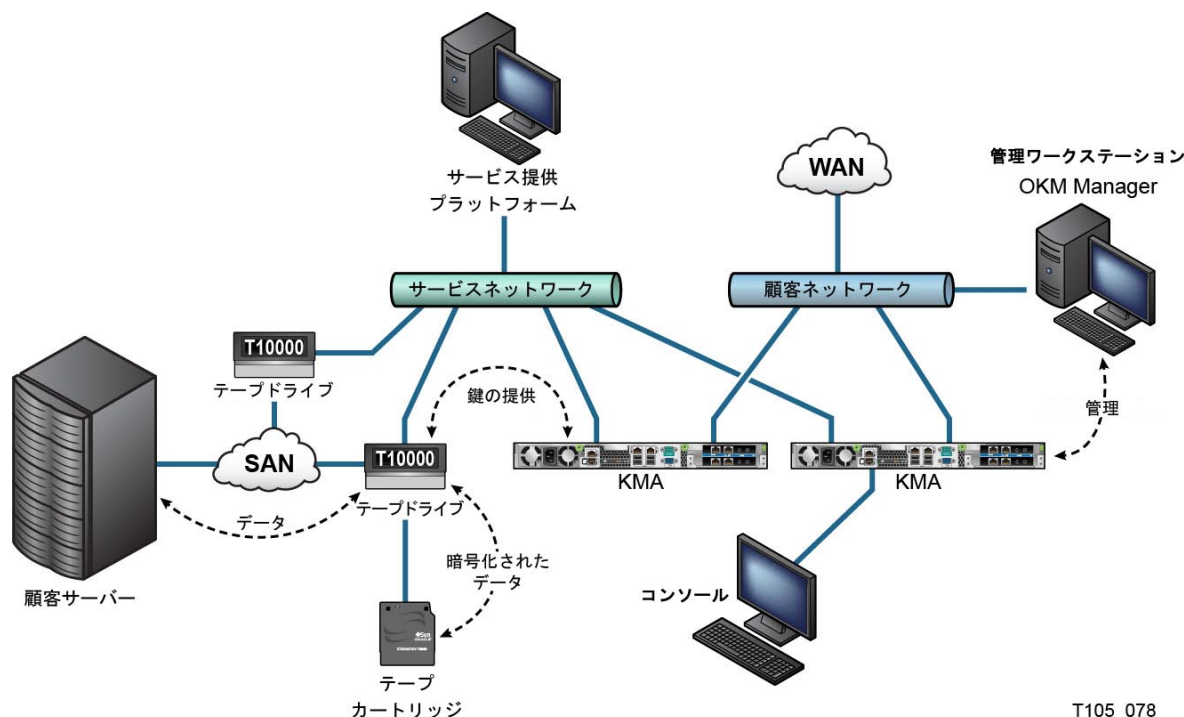 サービス提供
プラットフォーム
WAN
管理ワークステーション
OKM Manager
サービスネットワーク
顧客ネットワーク
T10000
テープドライブ
鍵の提供
管理
SAN
T10000
KMA
KMA
データ
テープドライブ
暗号化された
データ
顧客サーバー
コンソール
Sun
ORACLE
テープ
カートリッジ
T105_078